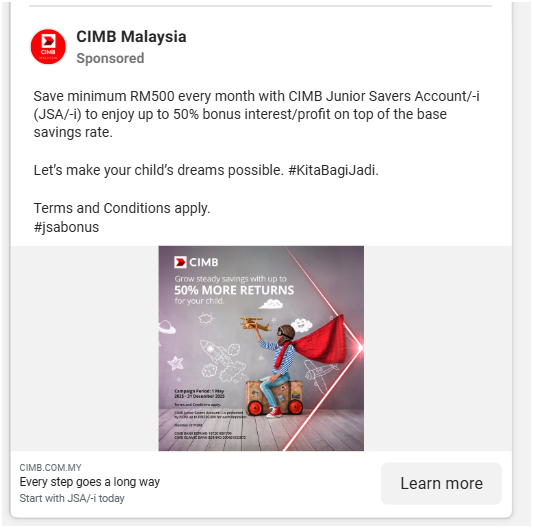 CIMB Malaysia
Sponsored
Save minimum RM500 every month with CIMB Junior Savers Account/-i
(JSA/-i) to enjoy up to 50% bonus interest/profit on top of the base
savings rate.
Let's make your child's dreams possible. #KitaBagiJadi.
Terms and Conditions apply.
#jsabonus
CIMB
Grow steady savings with up to
50% MORE RETURNS
for your child.
Campaign Period: 1 May
2025 - 31 December 2025
Terms and Conditions apply.
CIMB.COM.MY
Every step goes a long way
Start with JSA/-i today
Learn more